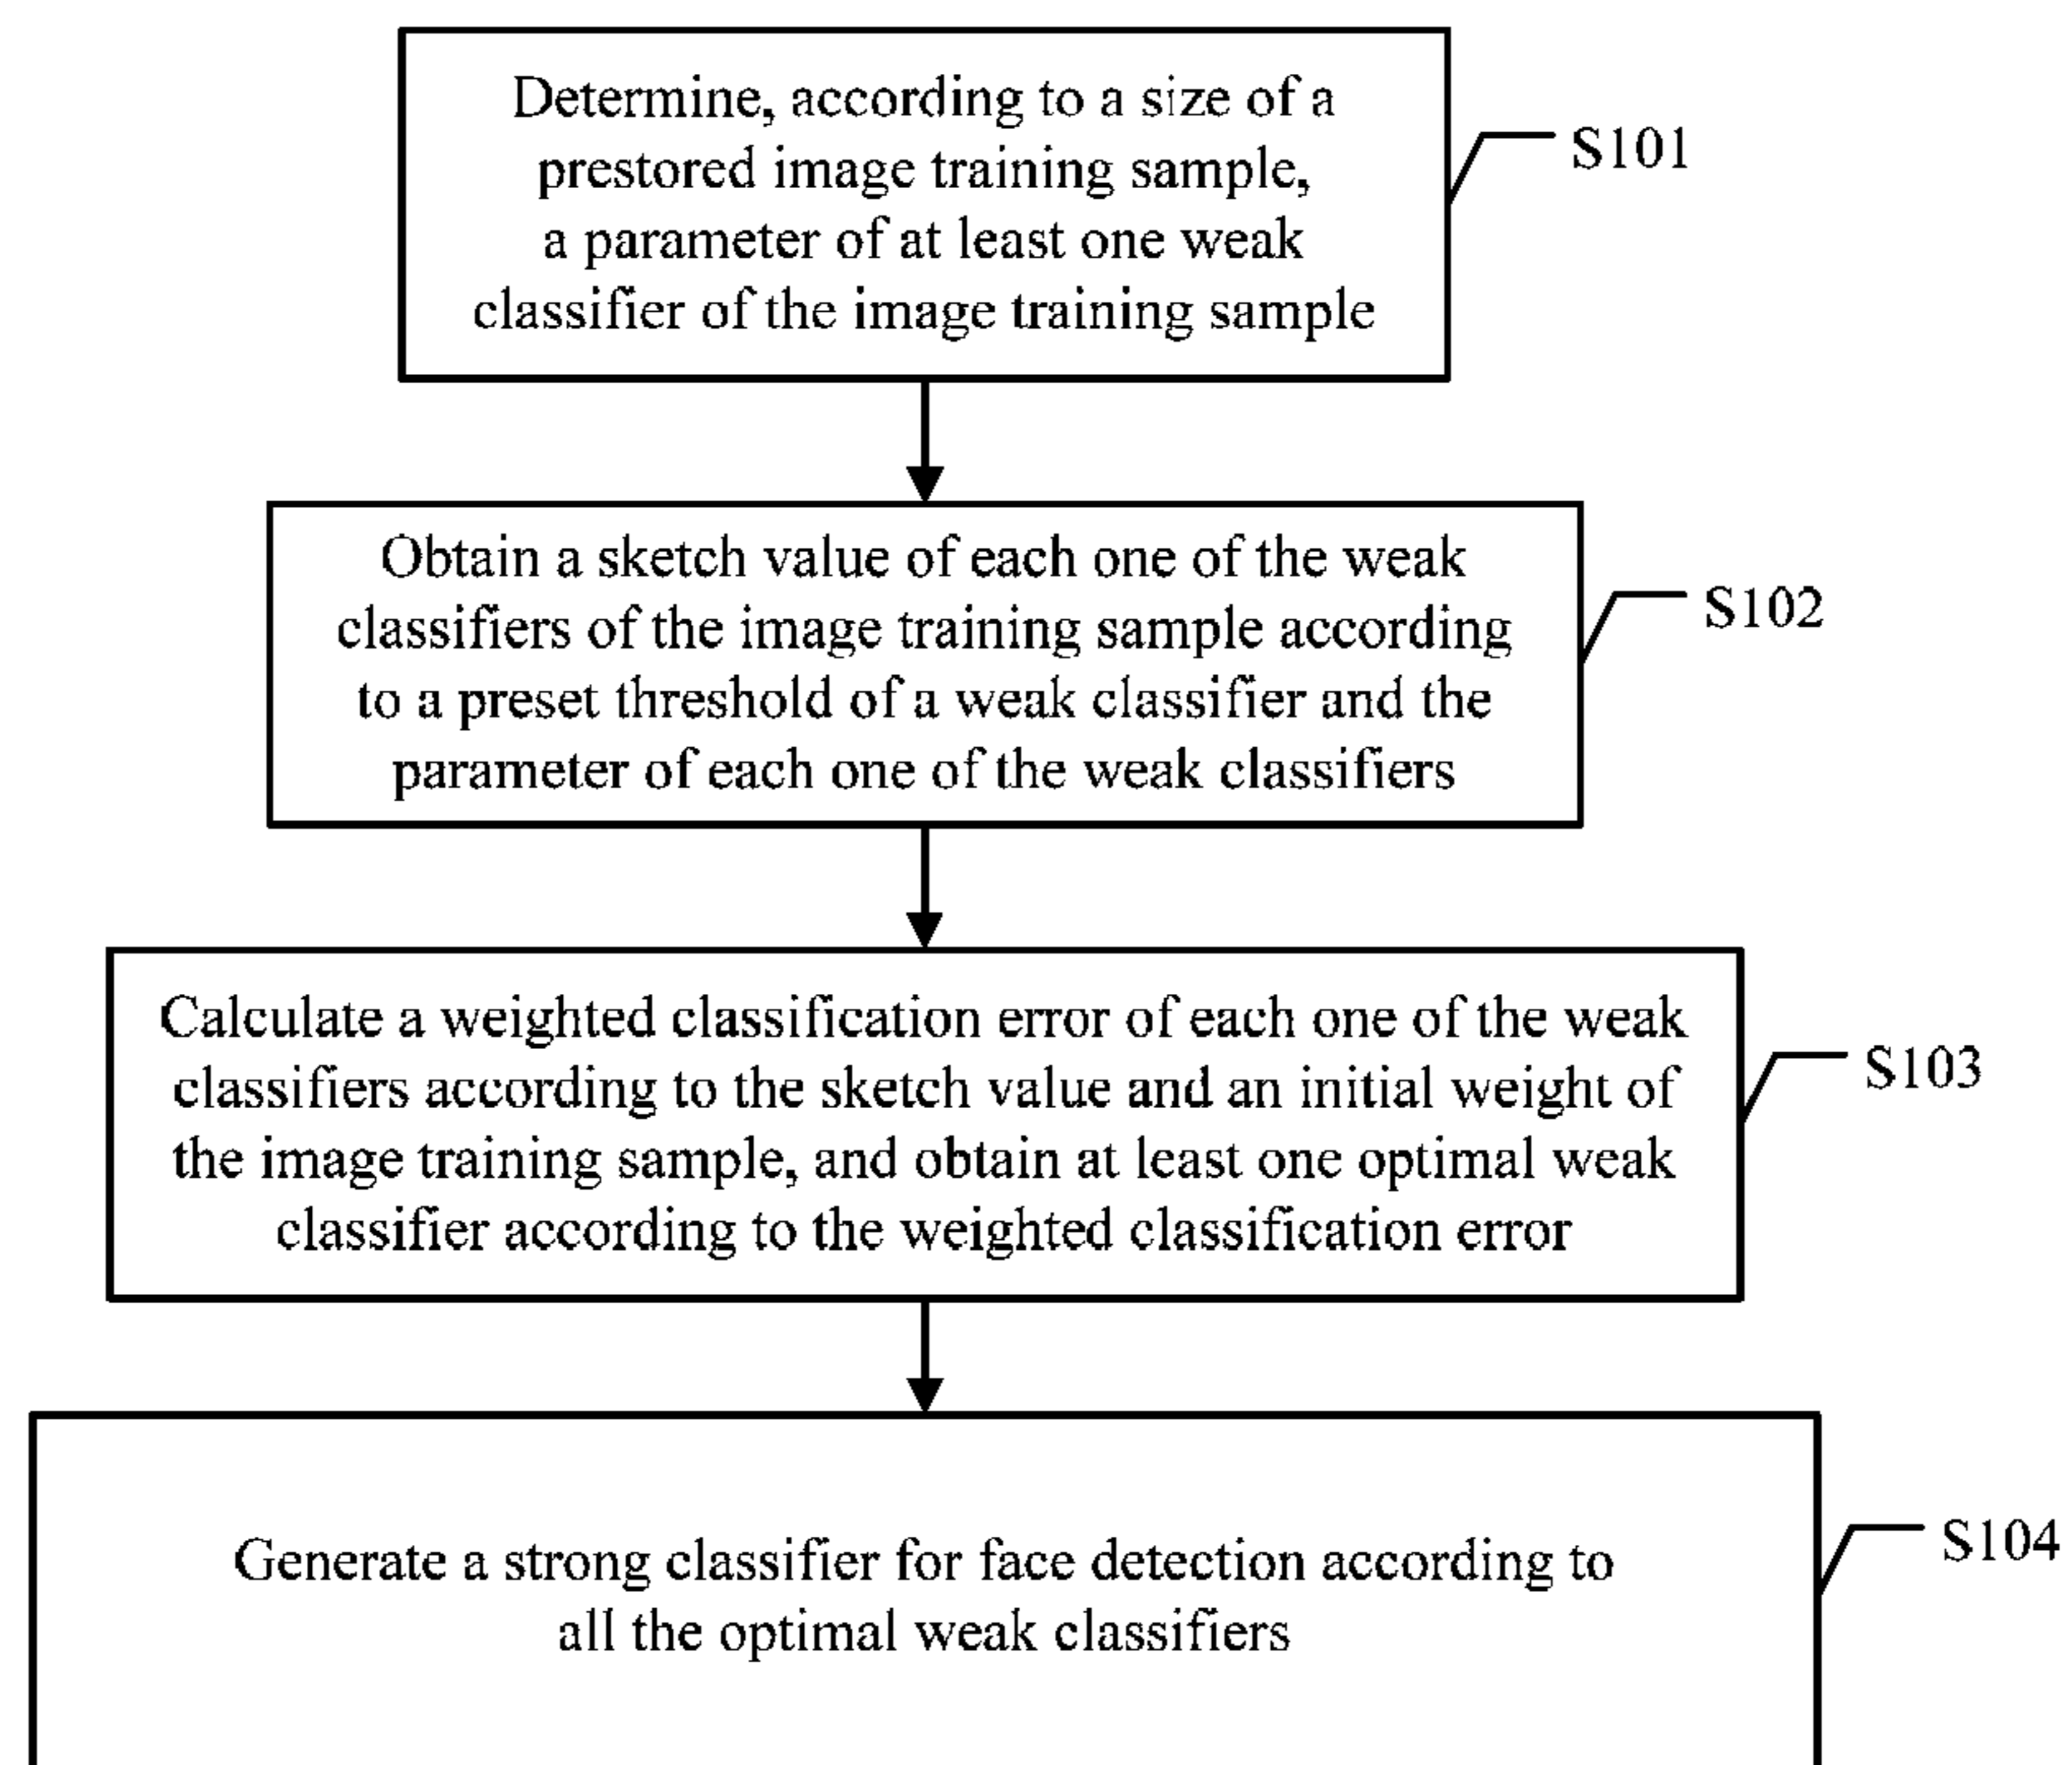 Determine, according to a size of a
prestored image training sample,
a parameter of at least one weak
classifier of the image training sample
S101
Obtain a sketch value of each one of the weak
classifiers of the image training sample according
to a preset threshold of a weak classifier and the
parameter of each one of the weak classifiers
S102
Calculate a weighted classification error of each one of the weak
classifiers according to the sketch value and an initial weight of
the image training sample, and obtain at least one optimal weak
classifier according to the weighted classification error
S103
Generate a strong classifier for face detection according to
all the optimal weak classifiers
S104